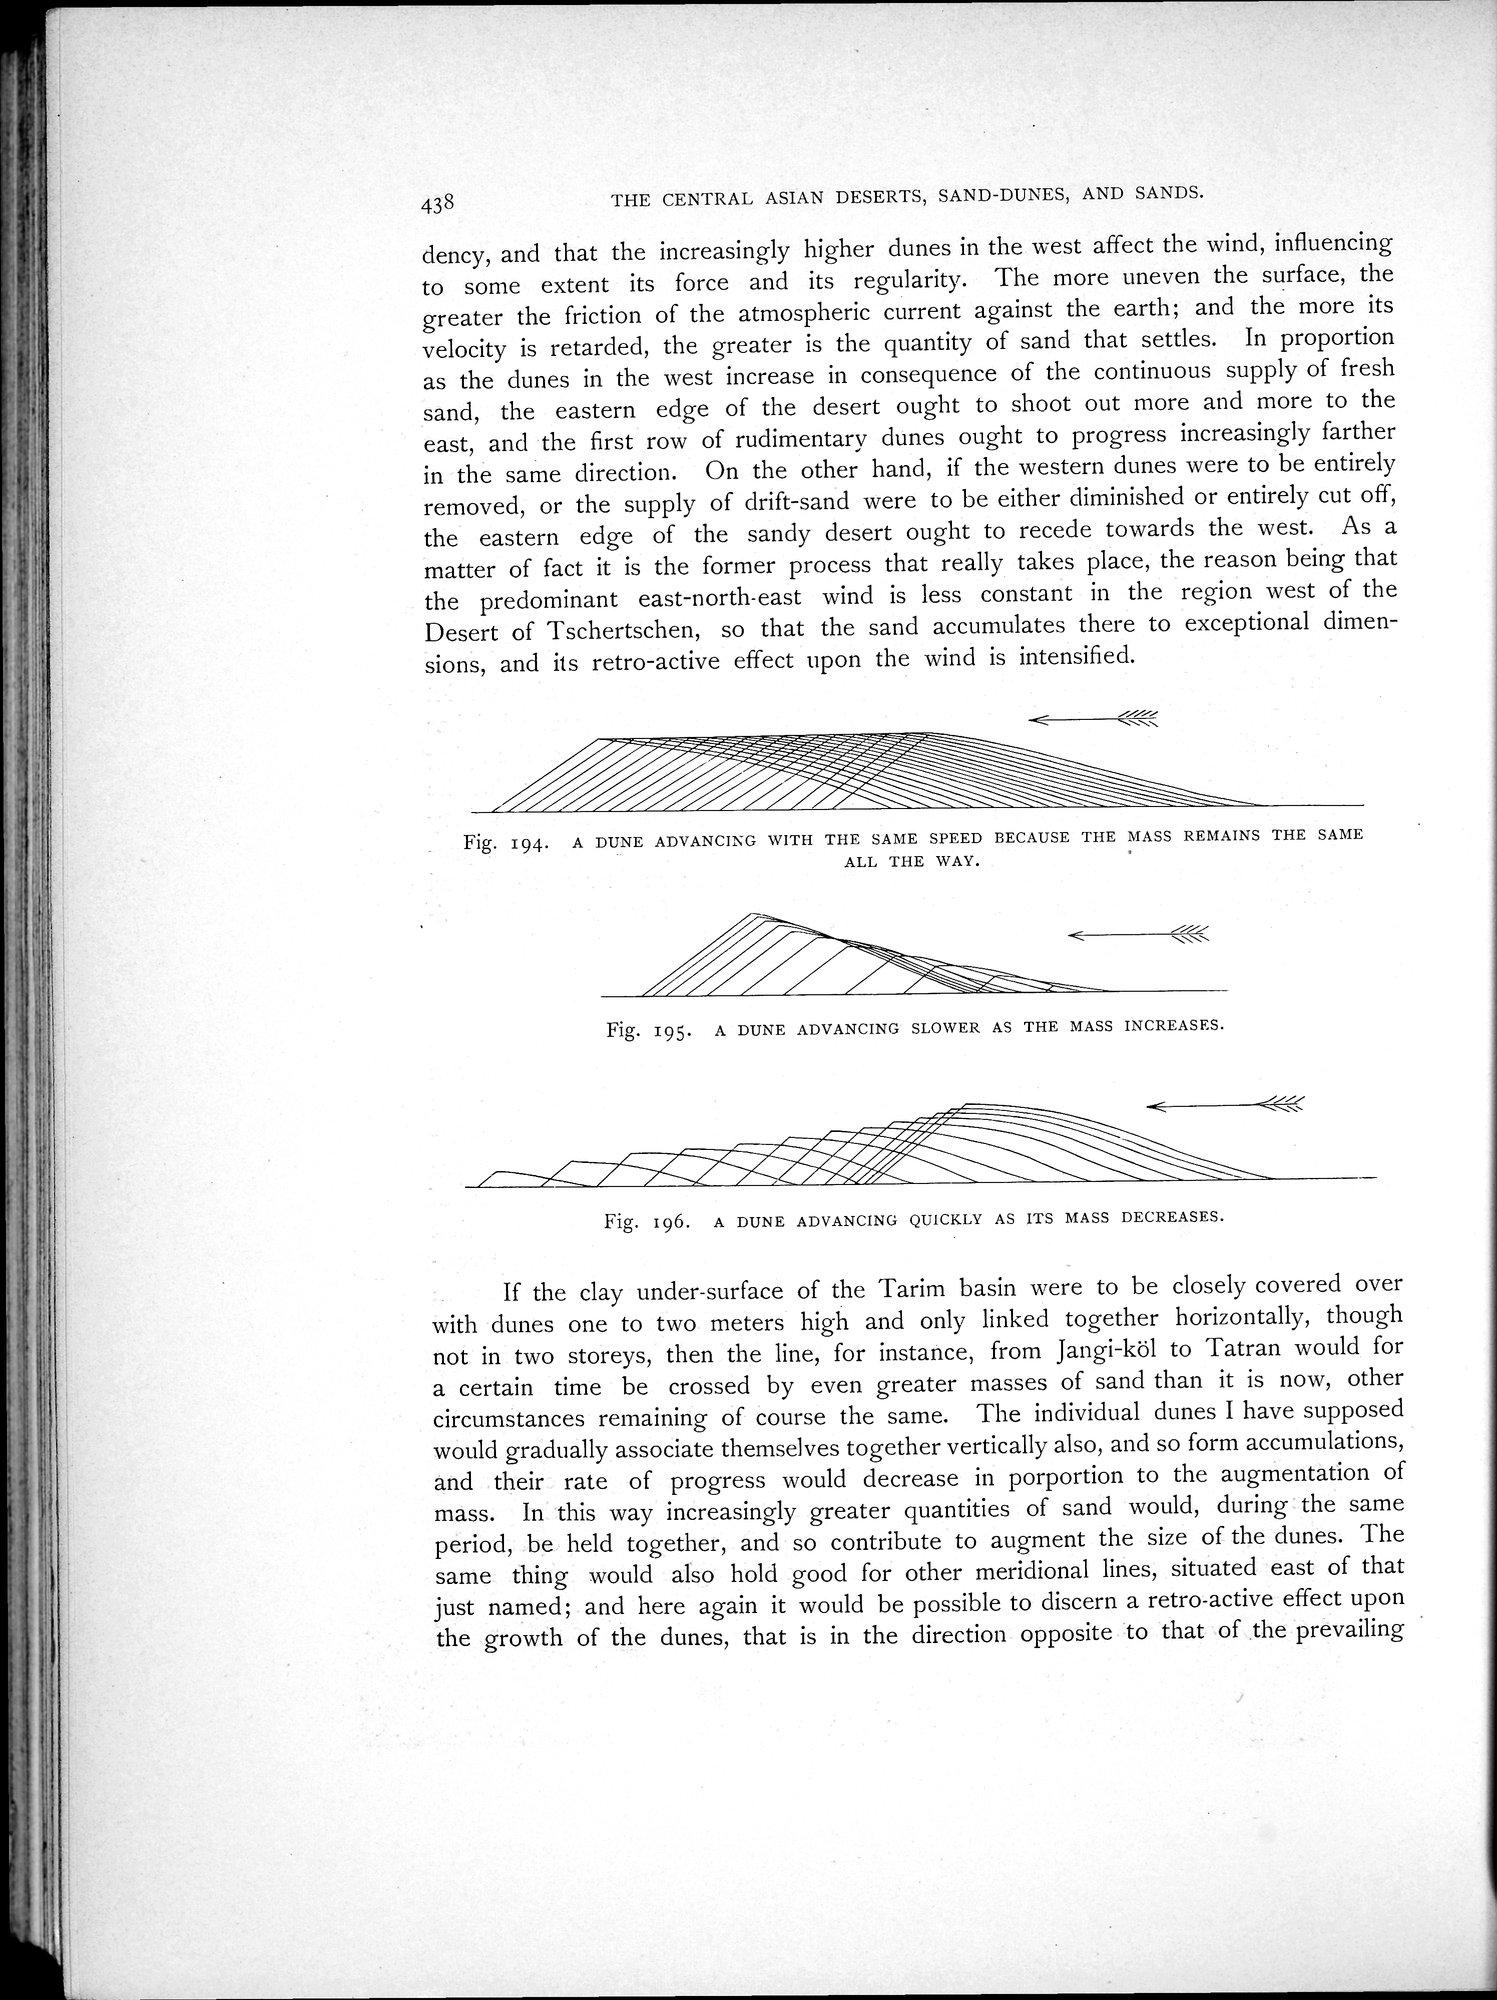 438
THE CENTRAL ASIAN DESERTS, SAND-DUNES, AND SANDS.
dency, and that the increasingly higher dunes in the west affect the wind, influencing
to some extent its force and its regularity. The more uneven the surface, the
greater the friction of the atmospheric current against the earth; and the more its
velocity is retarded, the greater is the quantity of sand that settles. In proportion
as the dunes in the west increase in consequence of the continuous supply of fresh
sand, the eastern edge of the desert ought to shoot out more and more to the
east, and the first row of rudimentary dunes ought to progress increasingly farther
in the same direction. On the other hand, if the western dunes were to be entirely
removed, or the supply of drift-sand were to be either diminished or entirely cut off,
the eastern edge of the sandy desert ought to recede towards the west. As a
matter of fact it is the former process that really takes place, the reason being that
the predominant east-north-east wind is less constant in the region west of the
Desert of Tschertschen, so that the sand accumulates there to exceptional dimen-
sions, and its retro-active effect upon the wind is intensified.
Fig. 194. A DUNE ADVANCING WITH THE SAME SPEED BECAUSE THE MASS REMAINS THE SAME
ALL THE WAY.
Fig. 195. A DUNE ADVANCING SLOWER AS THE MASS INCREASES.
Fig. 196. A DUNE ADVANCING QUICKLY AS ITS MASS DECREASES.
If the clay under-surface of the Tarim basin were to be closely covered over
with dunes one to two meters high and only linked together horizontally, though
not in two storeys, then the line, for instance, from Jangi-köl to Tatran would for
a certain time be crossed by even greater masses of sand than it is now, other
circumstances remaining of course the same. The individual dunes I have supposed
would gradually associate themselves together vertically also, and so form accumulations,
and their rate of progress would decrease in porportion to the augmentation of
mass. In this way increasingly greater quantities of sand would, during the same
period, be held together, and so contribute to augment the size of the dunes. The
same thing would also hold good for other meridional lines, situated east of that
just named; and here again it would be possible to discern a retro-active effect upon
the growth of the dunes, that is in the direction opposite to that of the prevailing